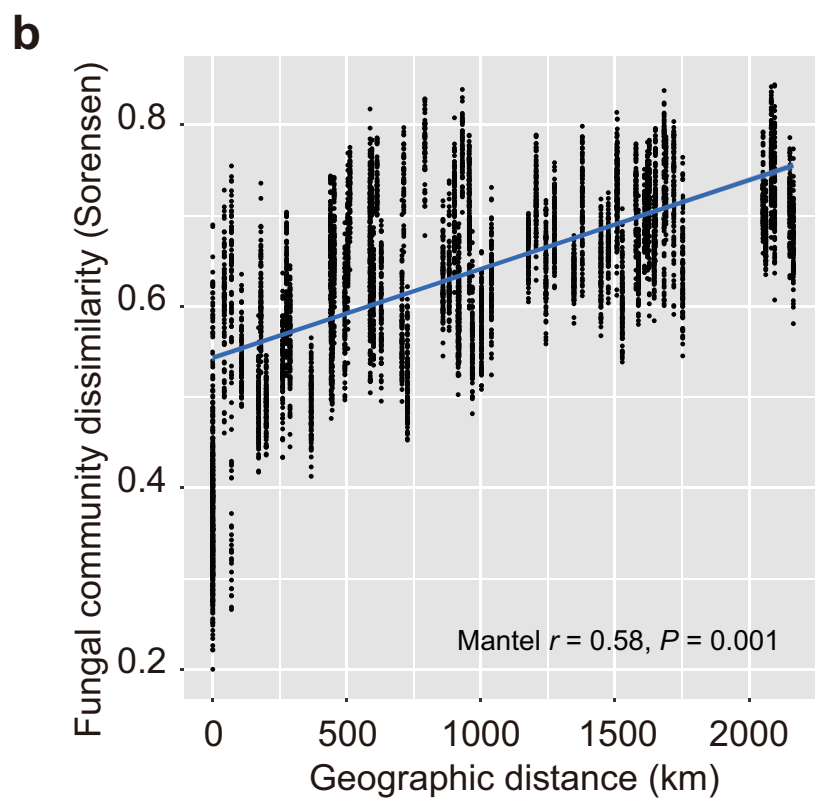 b
Fungal community dissimilarity (Sorensen)
0.8
0.6
0.4
0.2
Mantel r = 0.58, P = 0.001
0 500 1000 1500 2000
Geographic distance (km)